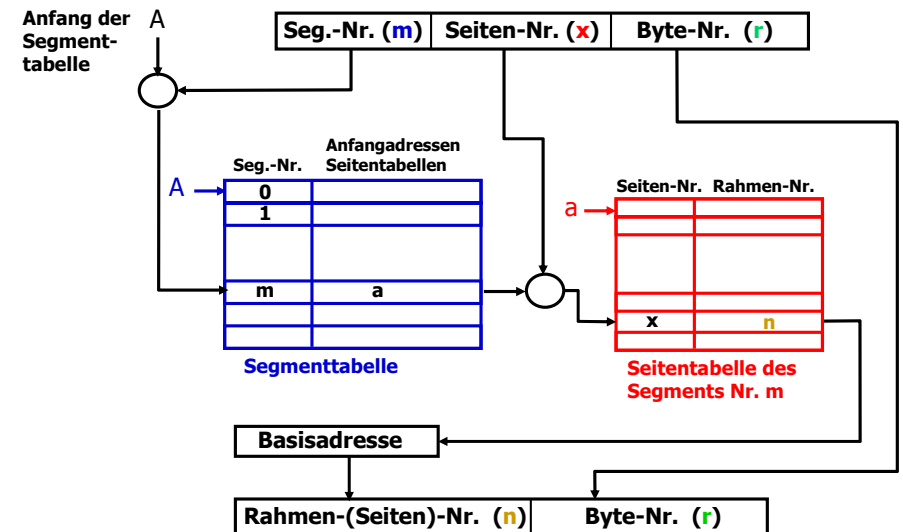 Anfang der
Segment-
tabelle
A
Seg.-Nr. (m) Seiten-Nr. (x) Byte-Nr. (r)
Seg.-Nr. Anfangadressen
Seitentabellen
A
0
1
m a
Segmenttabelle
Seiten-Nr. Rahmen-Nr.
a
x n
Seitentabelle des
Segments Nr. m
Basisadresse
Rahmen-(Seiten)-Nr. (n) Byte-Nr. (r)